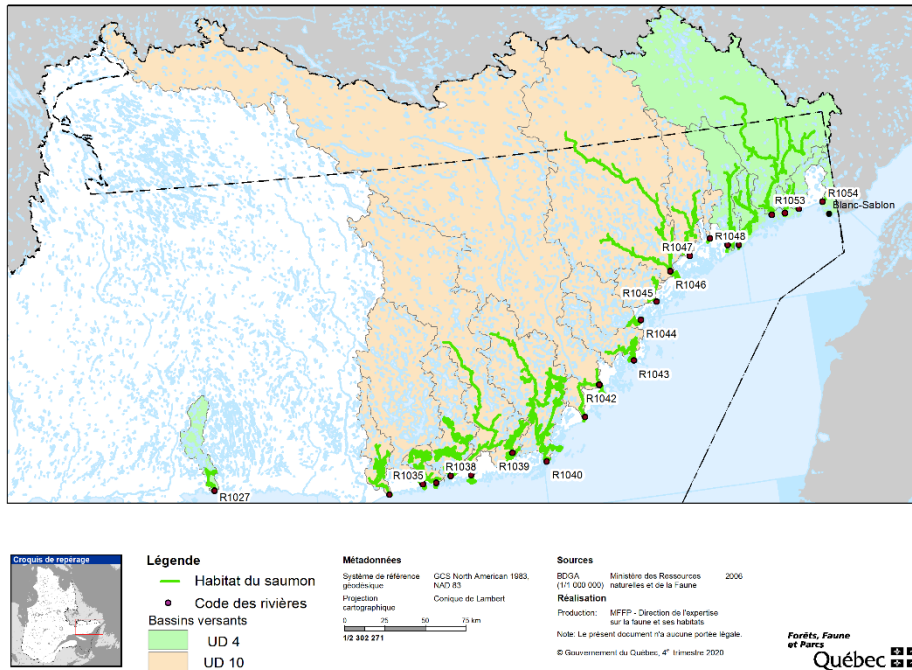 R1054
Blanc-Sablon
R1053
R1048
R1047
R1046
R1045
R1044
R1043
R1042
R1035
R1038
R1039
R1040
R1027
Croquis de repérage
Légende
Habitat du saumon
Code des rivières
Bassins versants
UD 4
UD 10
Métadonnées
Système de référence géodésique
GCS North American 1983, NAD 83
Projection cartographique
Conique de Lambert
0 25 50 75 km
1/2 302 271
Sources
BDGA (1/1 000 000)
Ministère des Ressources naturelles et de la Faune
2006
Réalisation
Production: MFFP - Direction de l'expertise sur la faune et ses habitats
Note: Le présent document n'a aucune portée légale.
© Gouvernement du Québec, 4e trimestre 2020
Forêts, Faune
et Parcs
Québec